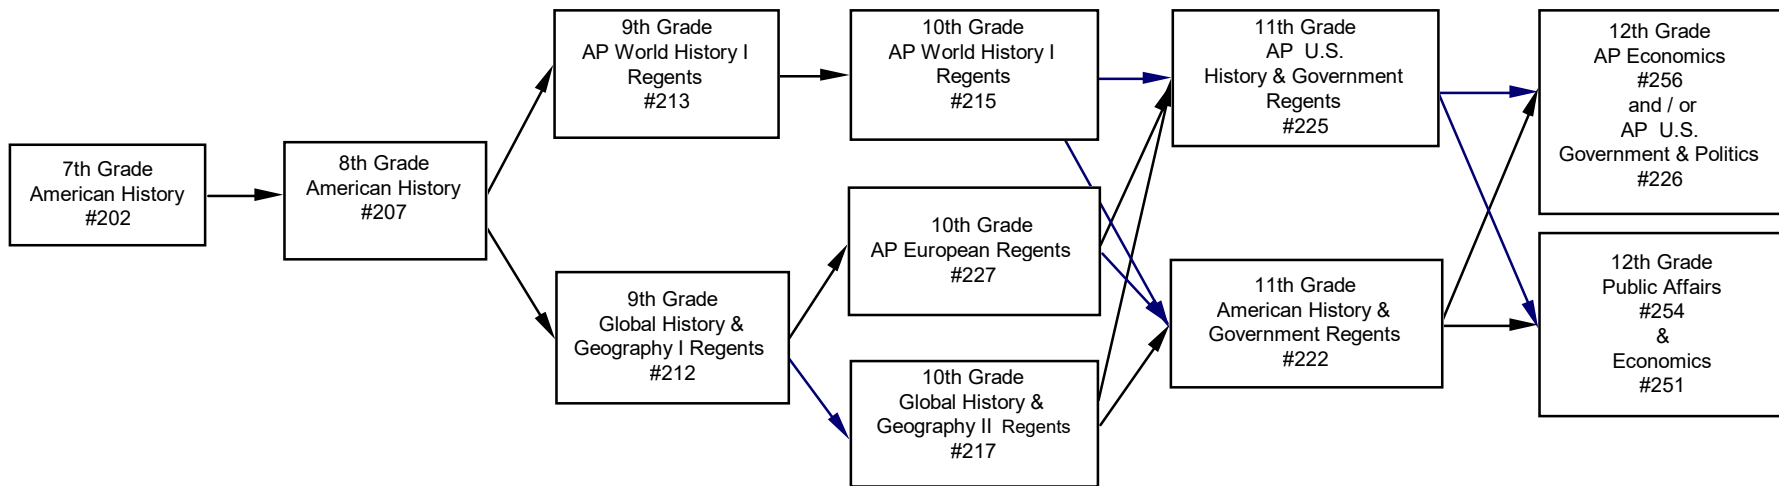 7th Grade
American History
#202
8th Grade
American History
#207
9th Grade
AP World History I
Regents
#213
9th Grade
Global History &
Geography I Regents
#212
10th Grade
AP World History I
Regents
#215
10th Grade
AP European Regents
#227
10th Grade
Global History &
Geography II Regents
#217
11th Grade
AP U.S.
History & Government
Regents
#225
11th Grade
American History &
Government Regents
#222
12th Grade
AP Economics
#256
and / or
AP U.S.
Government & Politics
#226
12th Grade
Public Affairs
#254
&
Economics
#251